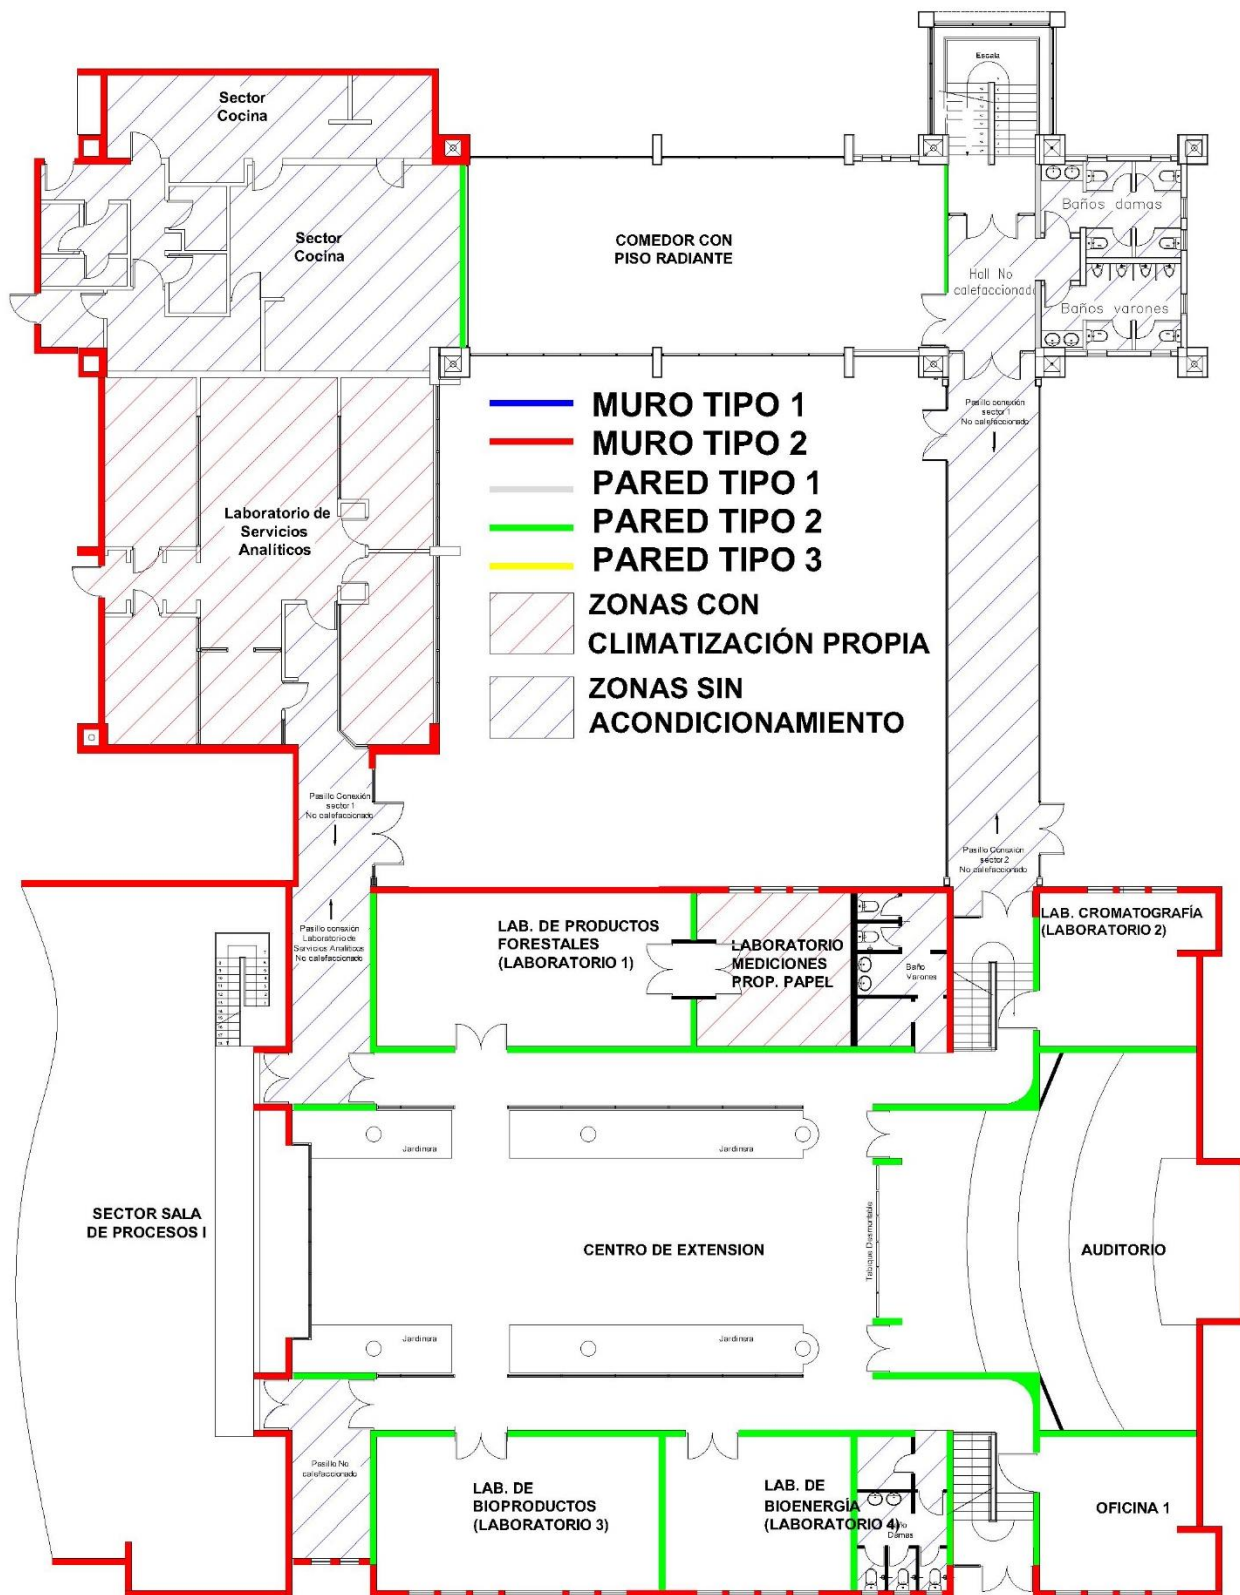 Escala
Sector
Cocina
Baños damas
Sector
Cocina
COMEDOR CON
PISO RADIANTE
Hall No
calefaccionado
Baños varones
MURO TIPO 1
MURO TIPO 2
PARED TIPO 1
PARED TIPO 2
PARED TIPO 3
ZONAS CON
CLIMATIZACIÓN PROPIA
ZONAS SIN
ACONDICIONAMIENTO
Pasillo conexión
sector 1
No calefaccionado
Laboratorio de
Servicios
Analíticos
Pasillo Conexión
sector 1
No calefaccionado
Pasillo Conexión
sector 2
No calefaccionado
Pasillo conexión
Laboratorio de
Servicios Analíticos
No calefaccionado
LAB. DE PRODUCTOS
FORESTALES
(LABORATORIO 1)
LABORATORIO
MEDICIONES
PROP. PAPEL
Baño
Varones
LAB. CROMATOGRAFÍA
(LABORATORIO 2)
Jardinera
Jardinera
SECTOR SALA
DE PROCESOS I
CENTRO DE EXTENSION
Tabique Desmontable
AUDITORIO
Jardinera
Jardinera
Pasillo No
calefaccionado
LAB. DE
BIOPRODUCTOS
(LABORATORIO 3)
LAB. DE
BIOENERGÍA
(LABORATORIO 4)
Baño
Damas
OFICINA 1